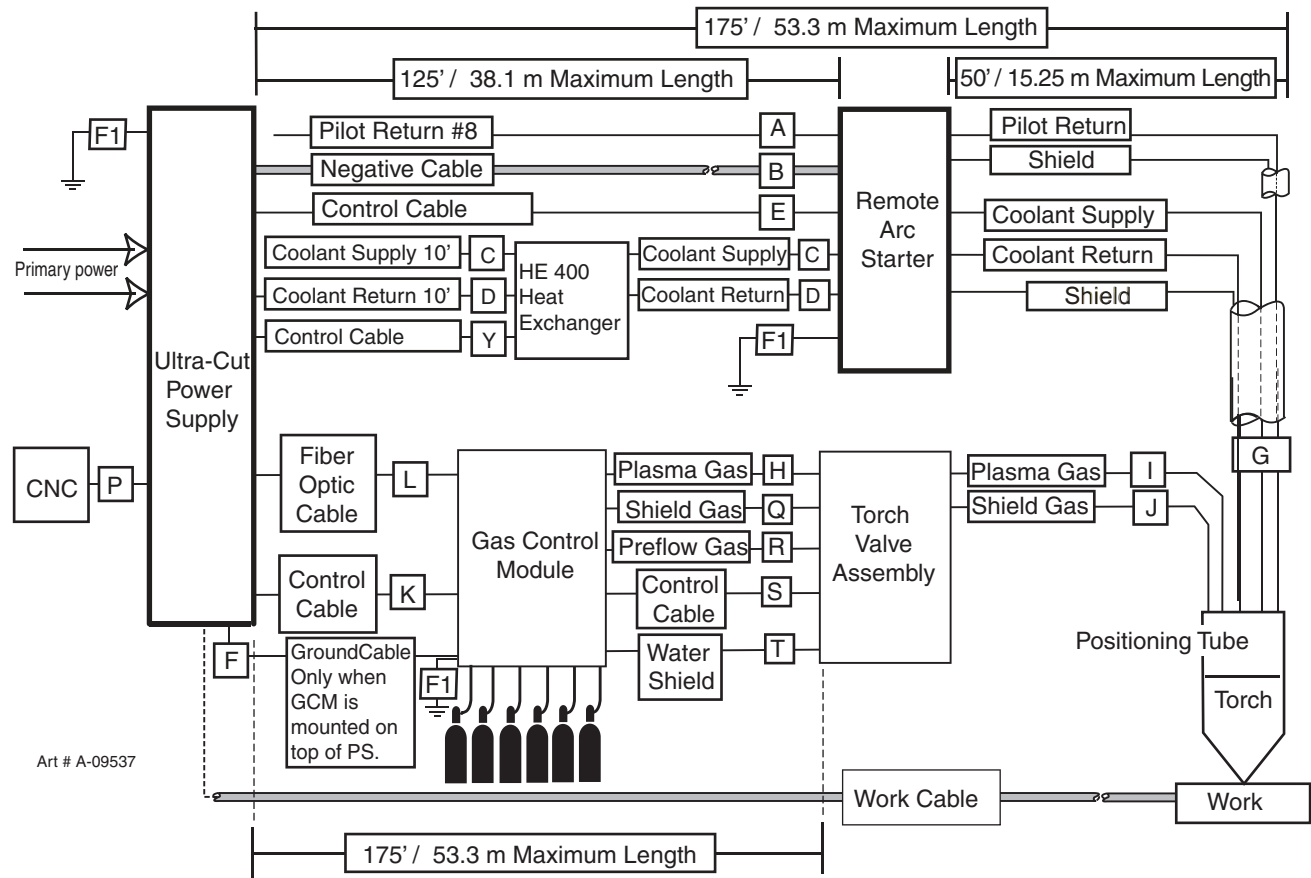 175' / 53.3 m Maximum Length
125' / 38.1 m Maximum Length
50' / 15.25 m Maximum Length
F1
Pilot Return #8
A
Pilot Return
Negative Cable
B
Shield
Control Cable
E
Remote
Arc
Starter
Coolant Supply
Primary power
Coolant Supply 10'
C
HE 400
Heat
Exchanger
Coolant Supply
C
Coolant Return
Coolant Return 10'
D
Coolant Return
D
Shield
Control Cable
Y
F1
Ultra-Cut
Power
Supply
CNC
P
Fiber
Optic
Cable
L
Gas Control
Module
Plasma Gas
H
Torch
Valve
Assembly
Plasma Gas
I
G
Shield Gas
Q
Shield Gas
J
Preflow Gas
R
Control
Cable
K
Control
Cable
S
F
GroundCable
Only when
GCM is
mounted on
top of PS.
F1
Water
Shield
T
Positioning Tube
Torch
Art # A-09537
Work Cable
Work
175' / 53.3 m Maximum Length